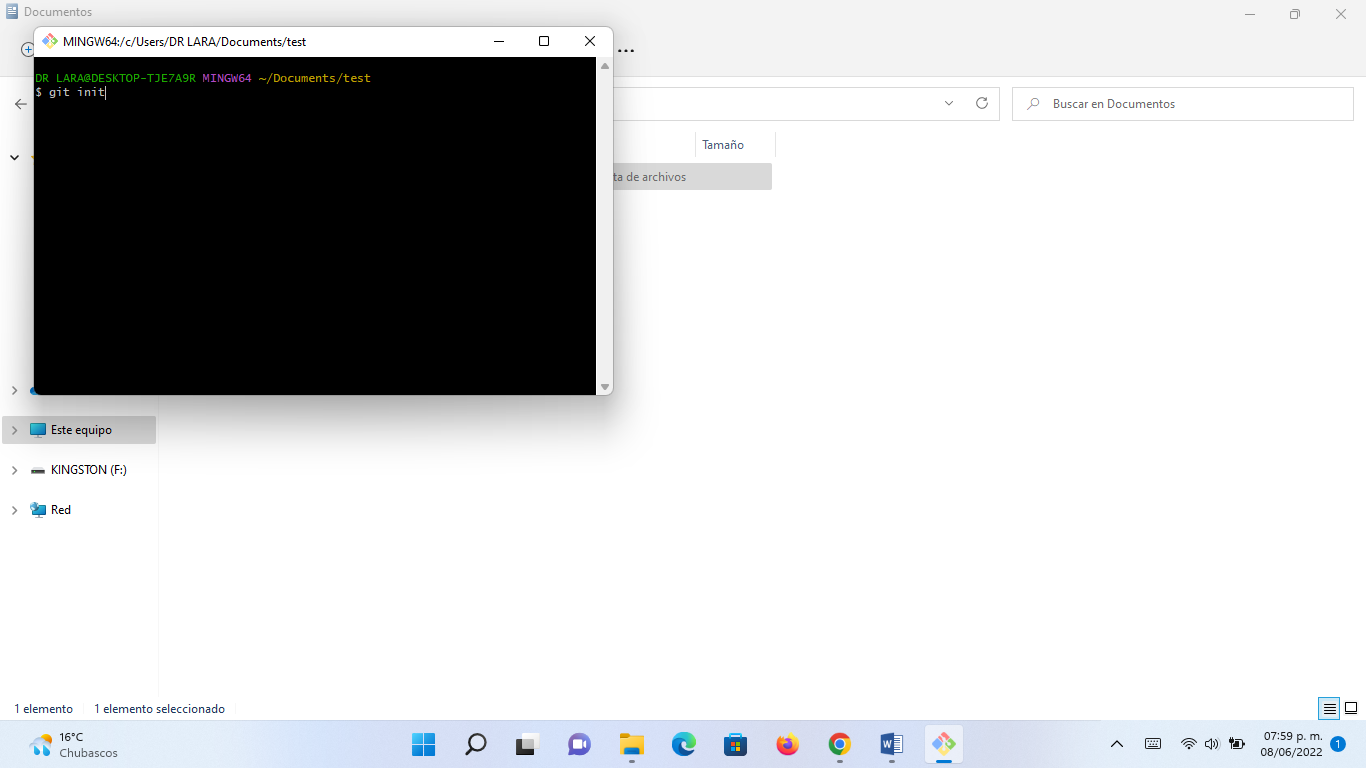 Documentos
MINGW64:/c/Users/DR LARA/Documents/test
DR LARA@DESKTOP-TJE7A9R MINGW64 ~/Documents/test
$ git init
Buscar en Documentos
Tamaño
ta de archivos
Este equipo
KINGSTON (F:)
Red
1 elemento 1 elemento seleccionado
16°C
Chubascos
07:59 p. m.
08/06/2022
1